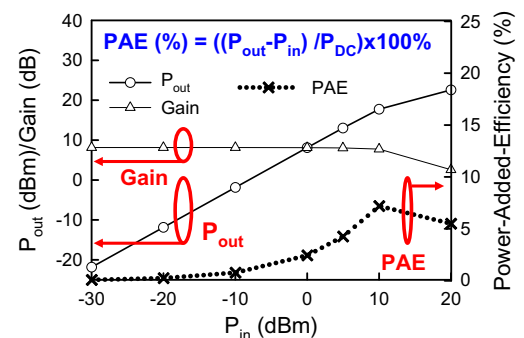 PAE (%) = ((Pout-Pin) /PDC)x100%
Pout
Gain
PAE
Gain
Pout
PAE
40
30
20
10
0
-10
-20
25
20
15
10
5
0
-30
-20
-10
0
10
20
Pin (dBm)
Pout (dBm)/Gain (dB)
Power-Added-Efficiency (%)